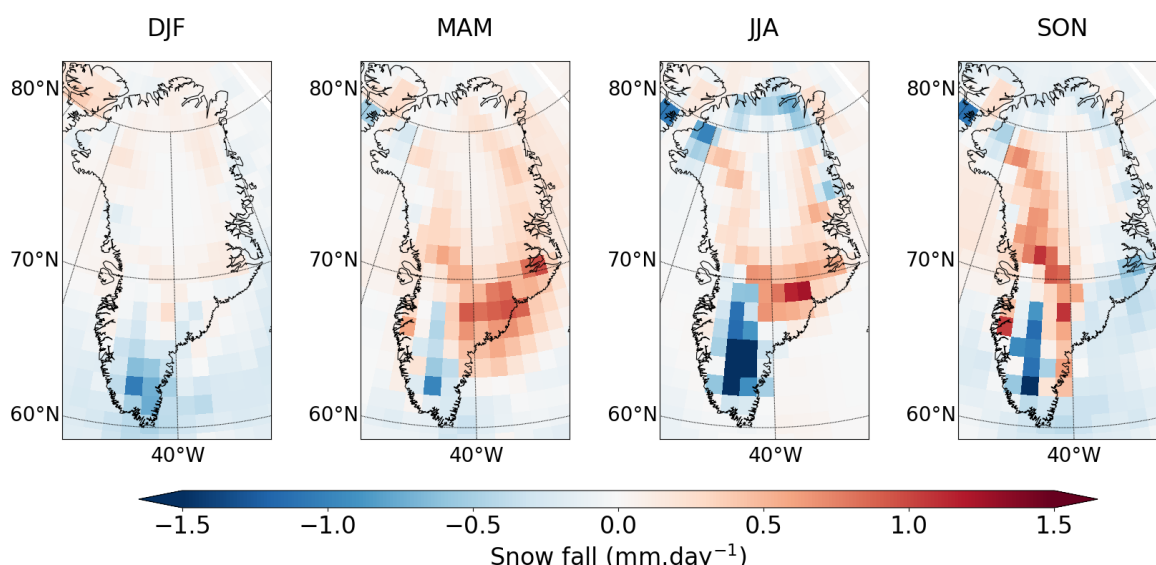 DJF MAM JJA SON
80°N 80°N 80°N 80°N
70°N 70°N 70°N 70°N
60°N 60°N 60°N 60°N
40°W 40°W 40°W 40°W
−1.5 −1.0 −0.5 0.0 0.5 1.0 1.5
Snow fall (mm.day⁻¹)